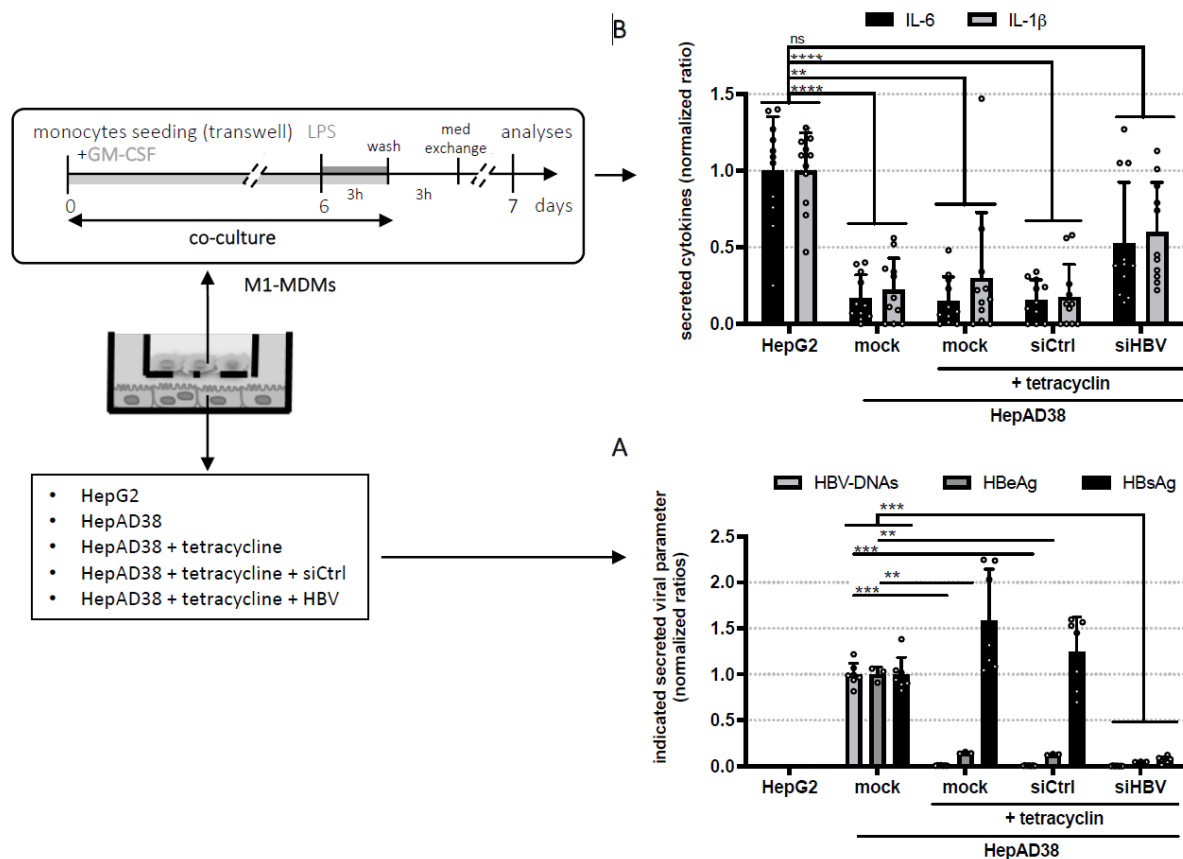 monocytes seeding (transwell) LPS med analyses
+GM-CSF wash exchange
3h 3h
0 6 7 days
co-culture
M1-MDMs
• HepG2
• HepAD38
• HepAD38 + tetracycline
• HepAD38 + tetracycline + siCtrl
• HepAD38 + tetracycline + HBV
B
IL-6 IL-1β
ns
****
**
****
secreted cytokines (normalized ratio)
1.5
1.0
0.5
0.0
HepG2 mock mock siCtrl siHBV
+ tetracyclin
HepAD38
A
HBV-DNAs HBeAg HBsAg
***
**
***
**
***
indicated secreted viral parameter
(normalized ratios)
2.5
2.0
1.5
1.0
0.5
0.0
HepG2 mock mock siCtrl siHBV
+ tetracyclin
HepAD38